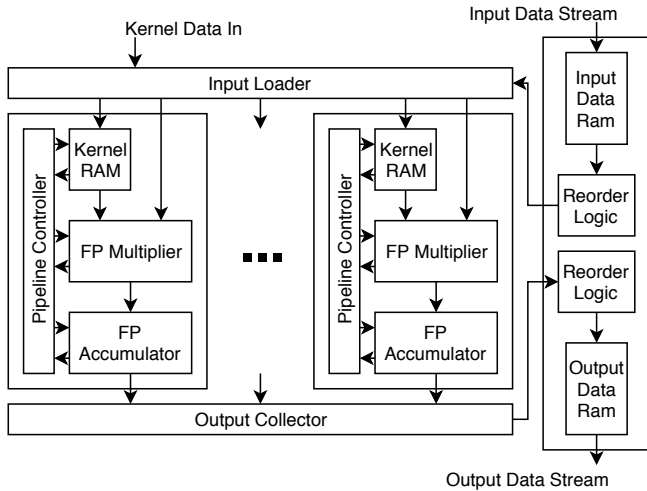 Kernel Data In
Input Data Stream
Input Loader
Input
Data
Ram
Pipeline Controller
Kernel
RAM
FP Multiplier
FP
Accumulator
Pipeline Controller
Kernel
RAM
FP Multiplier
FP
Accumulator
Reorder
Logic
Reorder
Logic
Output
Data
Ram
Output Collector
Output Data Stream